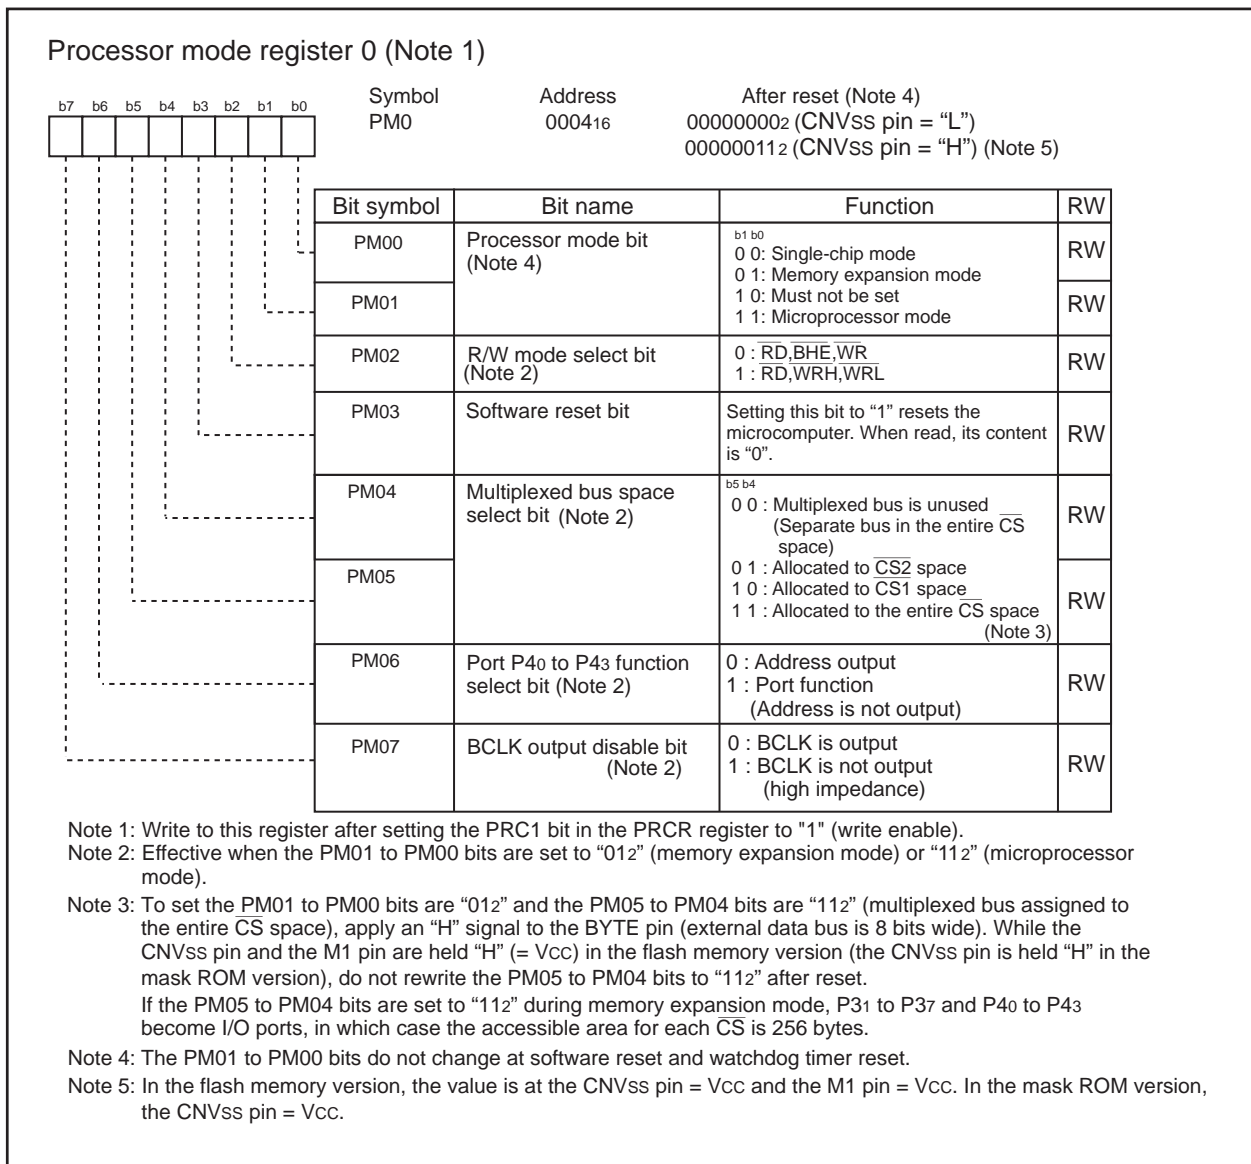 Processor mode register 0 (Note 1)
b7 b6 b5 b4 b3 b2 b1 b0
Symbol Address After reset (Note 4)
PM0 000416 000000002 (CNVSS pin = “L”)
000000112 (CNVSS pin = “H”) (Note 5)
Bit symbol Bit name Function RW
PM00 Processor mode bit (Note 4) RW
b1 b0
0 0: Single-chip mode
0 1: Memory expansion mode
1 0: Must not be set
1 1: Microprocessor mode
PM01 RW
PM02 R/W mode select bit (Note 2) RW
0 : RD,BHE,WR
1 : RD,WRH,WRL
PM03 Software reset bit RW
Setting this bit to “1” resets the
microcomputer. When read, its content
is “0”.
PM04 Multiplexed bus space
select bit (Note 2) RW
b5 b4
0 0 : Multiplexed bus is unused
(Separate bus in the entire CS
space)
0 1 : Allocated to CS2 space
1 0 : Allocated to CS1 space
1 1 : Allocated to the entire CS space
(Note 3)
PM05 RW
PM06 Port P40 to P43 function
select bit (Note 2) RW
0 : Address output
1 : Port function
(Address is not output)
PM07 BCLK output disable bit
(Note 2) RW
0 : BCLK is output
1 : BCLK is not output
(high impedance)
Note 1: Write to this register after setting the PRC1 bit in the PRCR register to "1" (write enable).
Note 2: Effective when the PM01 to PM00 bits are set to “012” (memory expansion mode) or “112” (microprocessor
mode).
Note 3: To set the PM01 to PM00 bits are “012” and the PM05 to PM04 bits are “112” (multiplexed bus assigned to
the entire CS space), apply an “H” signal to the BYTE pin (external data bus is 8 bits wide). While the
CNVSS pin and the M1 pin are held “H” (= VCC) in the flash memory version (the CNVSS pin is held “H” in the
mask ROM version), do not rewrite the PM05 to PM04 bits to “112” after reset.
If the PM05 to PM04 bits are set to “112” during memory expansion mode, P31 to P37 and P40 to P43
become I/O ports, in which case the accessible area for each CS is 256 bytes.
Note 4: The PM01 to PM00 bits do not change at software reset and watchdog timer reset.
Note 5: In the flash memory version, the value is at the CNVSS pin = VCC and the M1 pin = VCC. In the mask ROM version,
the CNVSS pin = VCC.